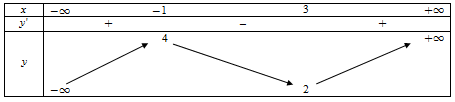 x −∞ −1 3 +∞
y' + − +
4 +∞
y
−∞ 2